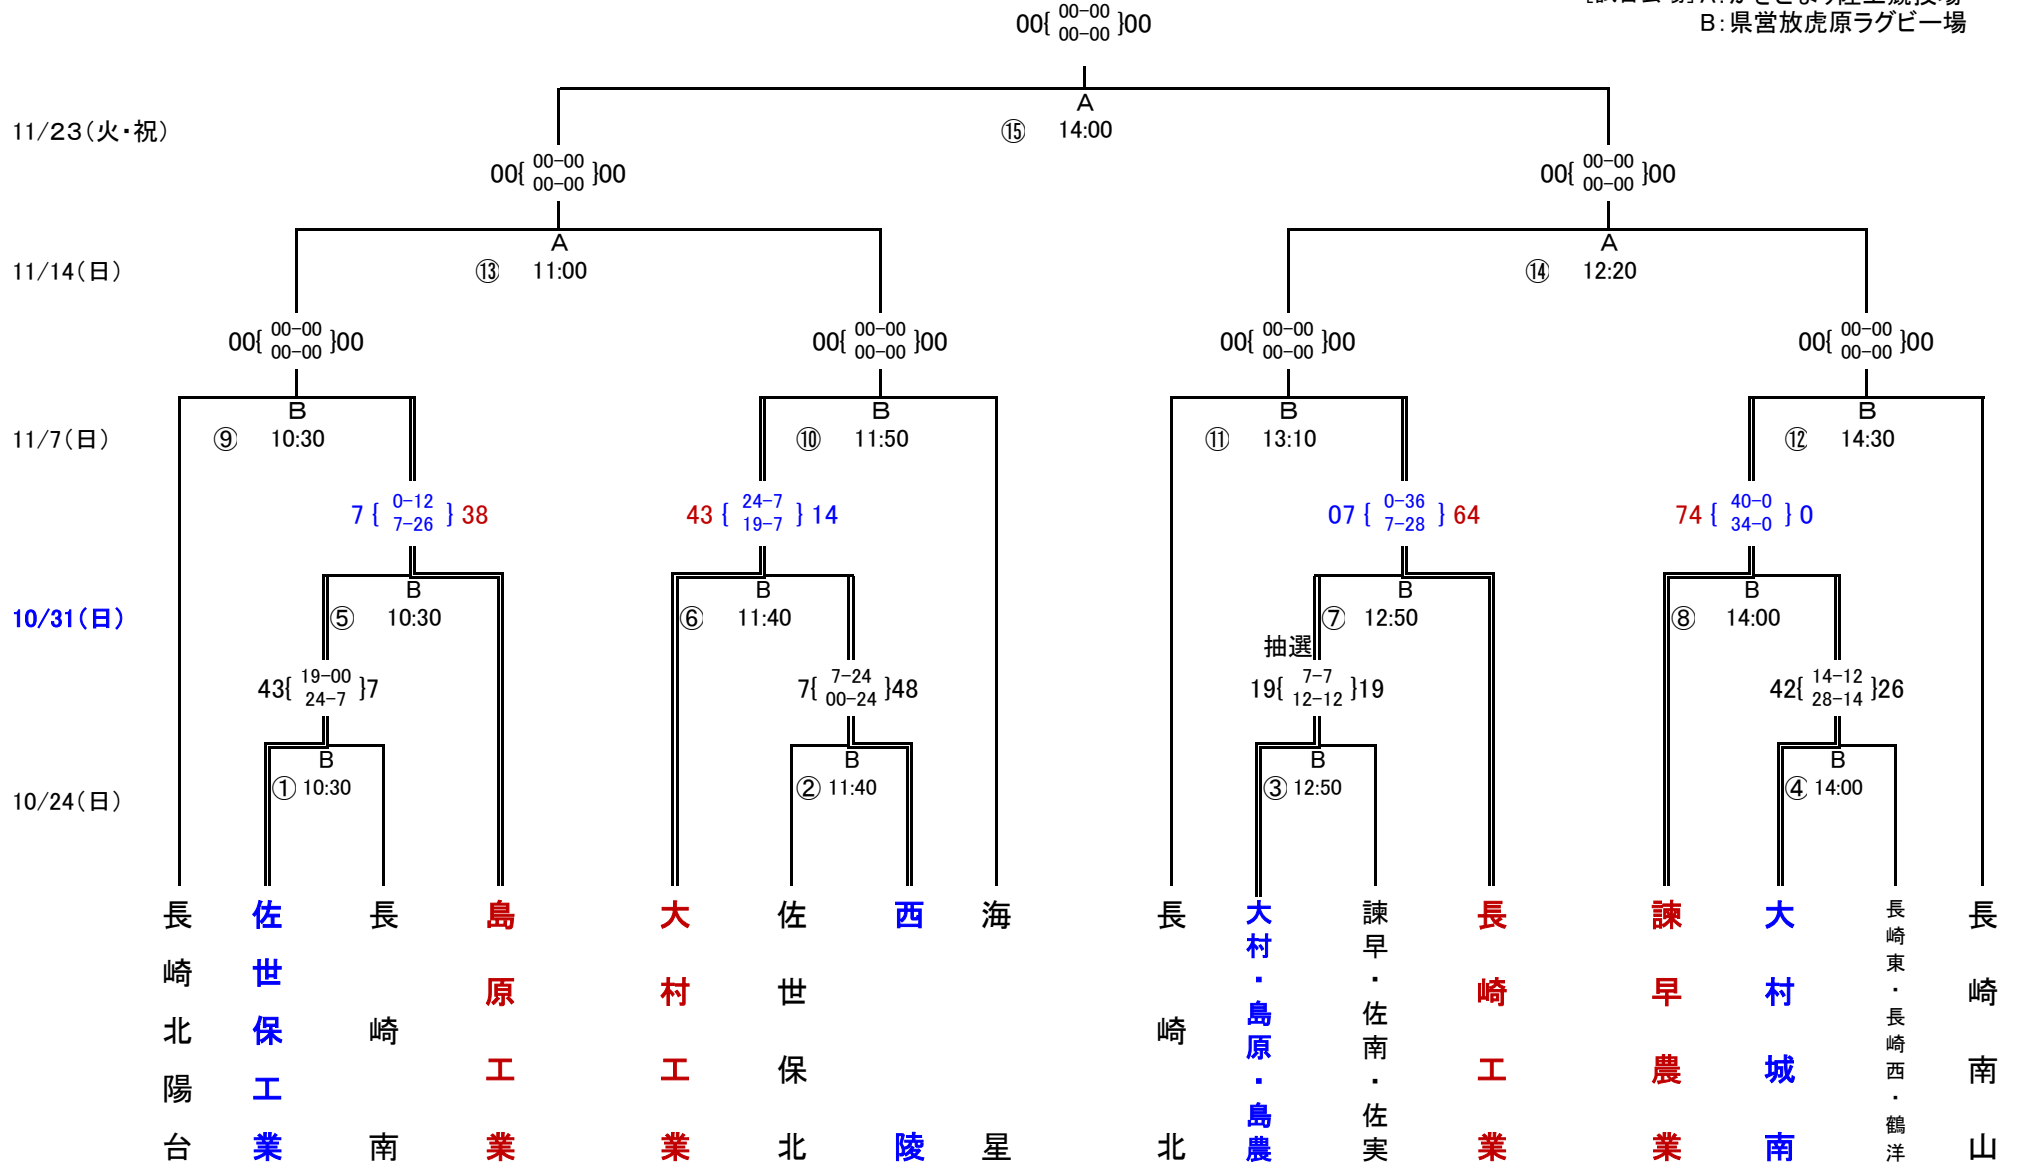 B：県営放虎原ラグビー場
00{ 00-00 00-00 }00
A
11/23(火・祝) ⑮ 14:00
00{ 00-00 00-00 }00 00{ 00-00 00-00 }00
A A
11/14(日) ⑬ 11:00 ⑭ 12:20
00{ 00-00 00-00 }00 00{ 00-00 00-00 }00 00{ 00-00 00-00 }00 00{ 00-00 00-00 }00
B B B B
11/7(日) ⑨ 10:30 ⑩ 11:50 ⑪ 13:10 ⑫ 14:30
7 { 0-12 7-26 } 38 43 { 24-7 19-7 } 14 07 { 0-36 7-28 } 64 74 { 40-0 34-0 } 0
B B B B
10/31(日) ⑤ 10:30 ⑥ 11:40 ⑦ 12:50 ⑧ 14:00
抽選
43{ 19-00 24-7 }7 7{ 7-24 00-24 }48 19{ 7-7 12-12 }19 42{ 14-12 28-14 }26
B B B B
10/24(日) ① 10:30 ② 11:40 ③ 12:50 ④ 14:00
長崎北陽台
佐世保工業
長崎南
島原工業
大村工業
佐世保北
西陵
海星
長崎北
大村・島原・島農
諫早・佐南・佐実
長崎工業
諫早農業
大村城南
長崎東・長崎西・鶴洋
長崎南山